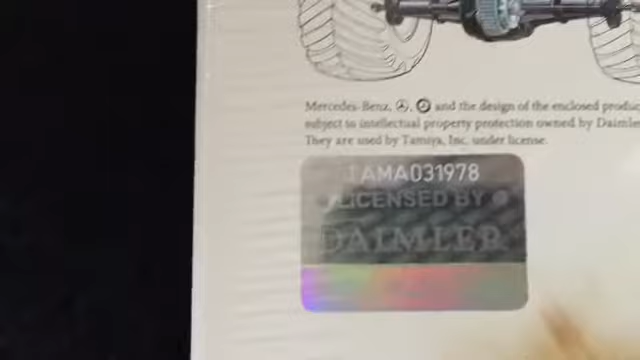 Mercedes-Benz, and the design of the enclosed produc
subject to intellectual property protection owned by Daimler
They are used by Tamiya, Inc. under license.
TAMA031978
LICENSED BY
DAIMLER